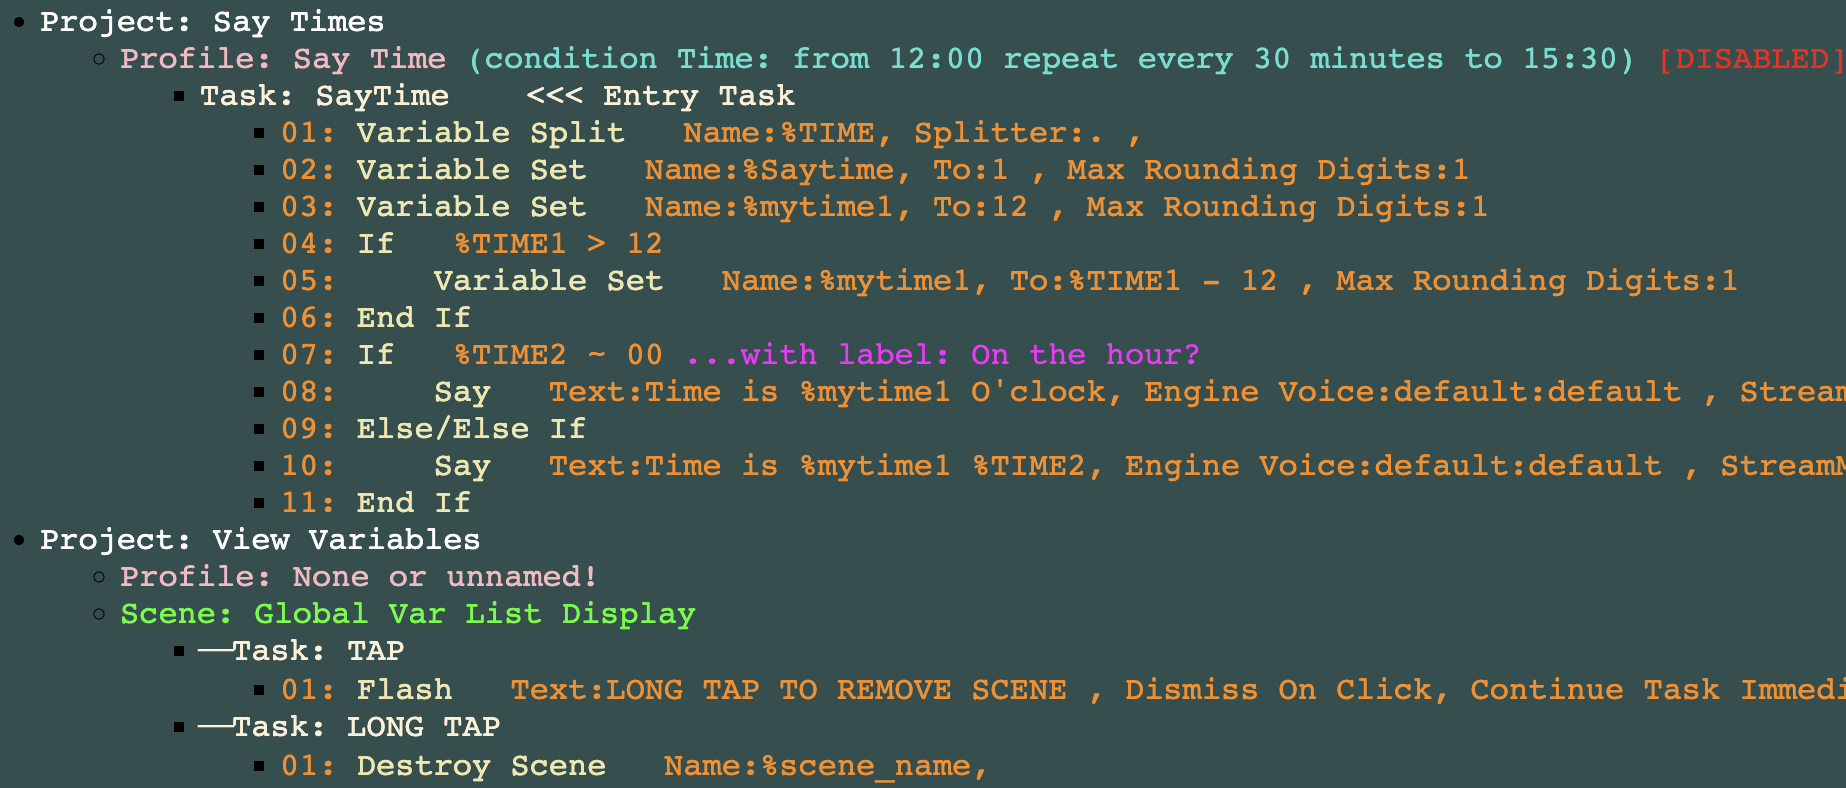 Project: Say Times
Profile: Say Time (condition Time: from 12:00 repeat every 30 minutes to 15:30) [DISABLED]
Task: SayTime <<< Entry Task
01: Variable Split Name:%TIME, Splitter:. ,
02: Variable Set Name:%Saytime, To:1 , Max Rounding Digits:1
03: Variable Set Name:%mytime1, To:12 , Max Rounding Digits:1
04: If %TIME1 > 12
05: Variable Set Name:%mytime1, To:%TIME1 - 12 , Max Rounding Digits:1
06: End If
07: If %TIME2 ~ 00 ...with label: On the hour?
08: Say Text:Time is %mytime1 O'clock, Engine Voice:default:default , Stream
09: Else/Else If
10: Say Text:Time is %mytime1 %TIME2, Engine Voice:default:default , StreamM
11: End If
Project: View Variables
Profile: None or unnamed!
Scene: Global Var List Display
──Task: TAP
01: Flash Text:LONG TAP TO REMOVE SCENE , Dismiss On Click, Continue Task Immedi
──Task: LONG TAP
01: Destroy Scene Name:%scene_name,